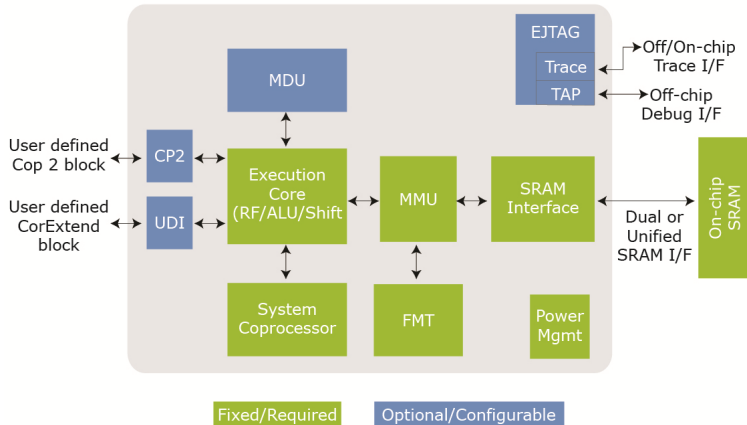 EJTAG
Trace
TAP
Off/On-chip
Trace I/F
Off-chip
Debug I/F
MDU
User defined
Cop 2 block
CP2
User defined
CorExtend
block
UDI
Execution
Core
(RF/ALU/Shift
MMU
SRAM
Interface
Dual or
Unified
SRAM I/F
On-chip
SRAM
System
Coprocessor
FMT
Power
Mgmt
Fixed/Required
Optional/Configurable